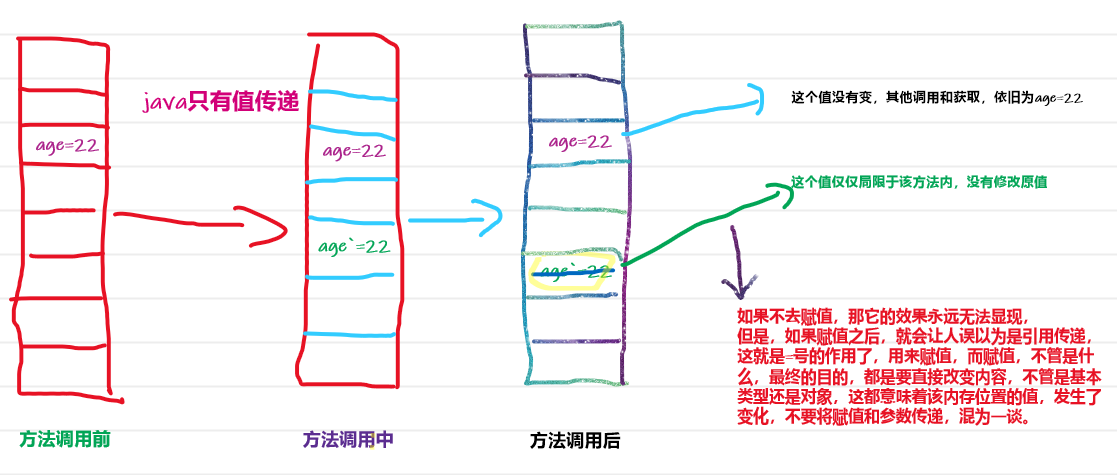 java只有值传递
age=22
age=22
age`=22
age=22
age`=22
这个值没有变，其他调用和获取，依旧为age=22
这个值仅仅局限于该方法内，没有修改原值
如果不去赋值，那它的效果永远无法显现，
但是，如果赋值之后，就会让人误以为是引用传递，
这就是=号的作用了，用来赋值，而赋值，不管是什
么，最终的目的，都是要直接改变内容，不管是基本
类型还是对象，这都意味着该内存位置的值，发生了
变化，不要将赋值和参数传递，混为一谈。
方法调用前
方法调用中
方法调用后